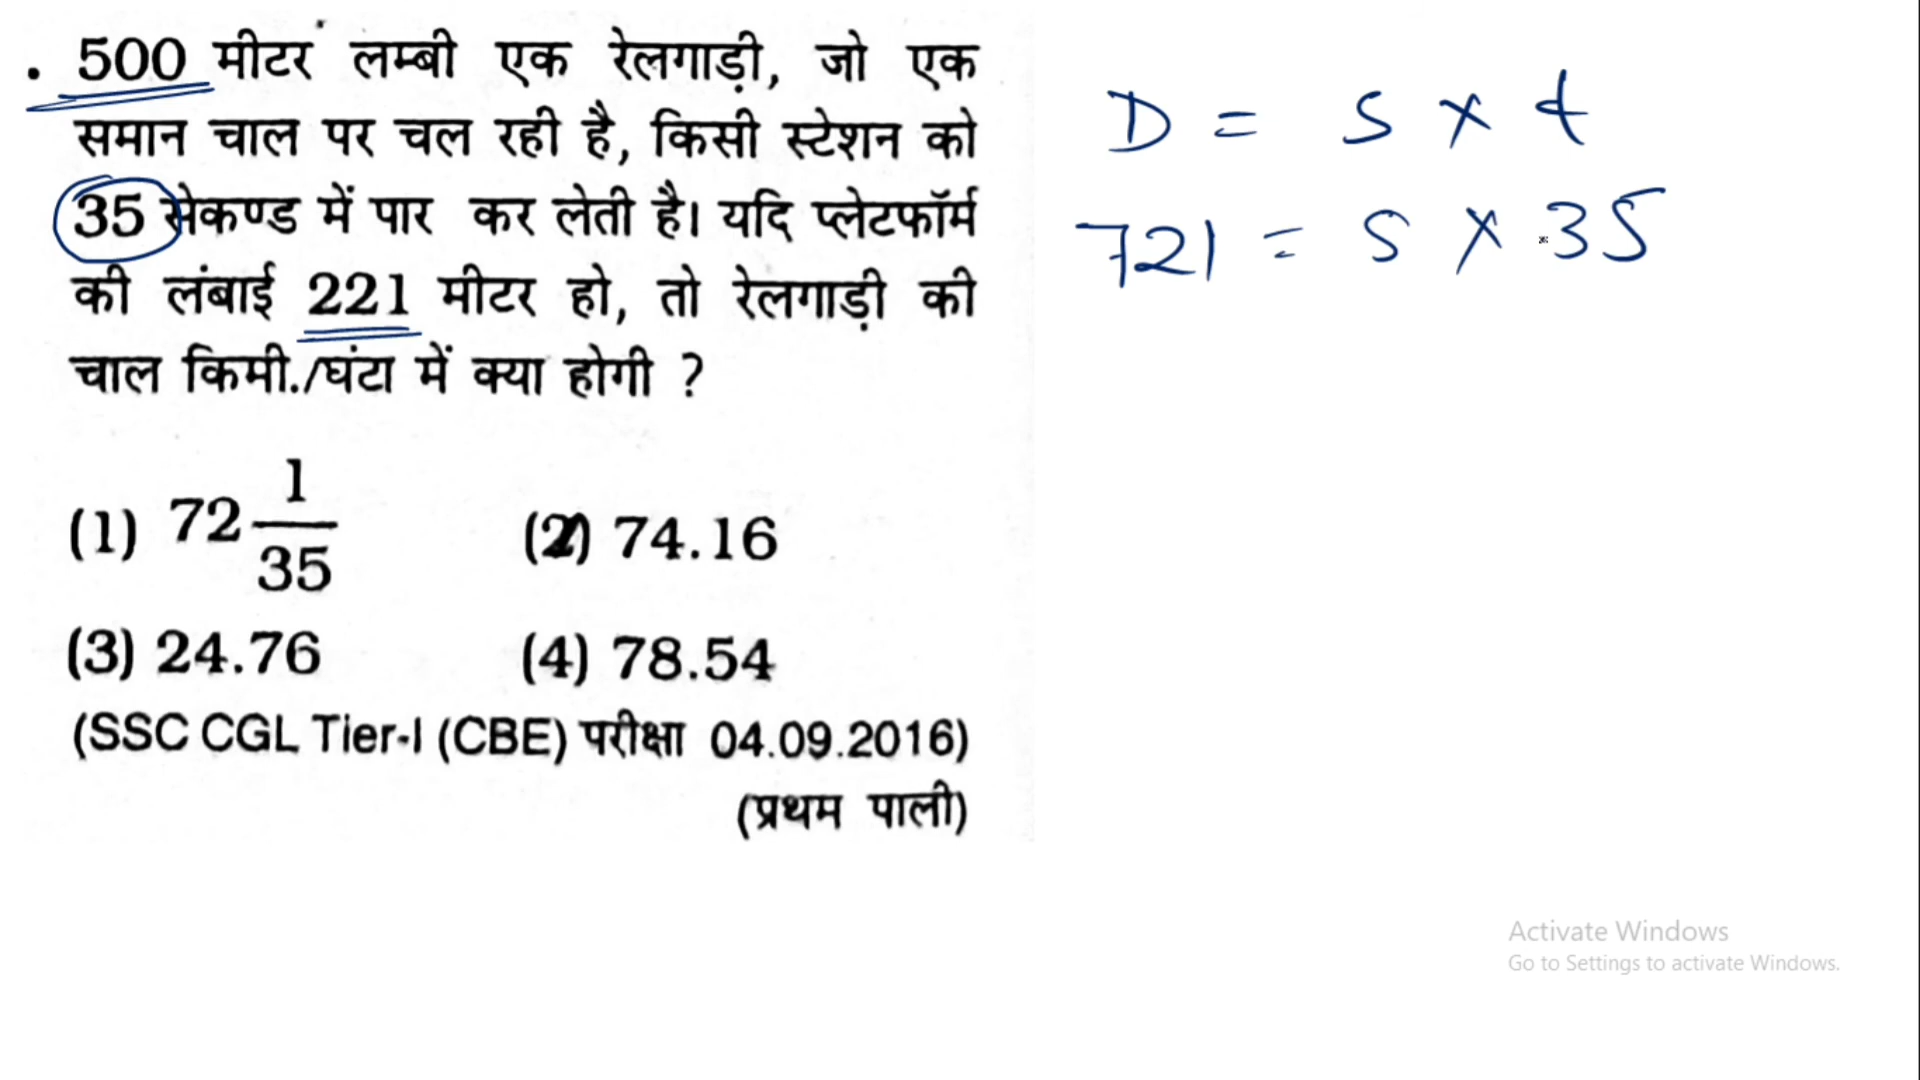 . 500 मीटर लम्बी एक रेलगाड़ी, जो एक
समान चाल पर चल रही है, किसी स्टेशन को
35 सेकण्ड में पार कर लेती है। यदि प्लेटफॉर्म
की लंबाई 221 मीटर हो, तो रेलगाड़ी की
चाल किमी./घंटा में क्या होगी ?
(1) 72 1/35 (2) 74.16
(3) 24.76 (4) 78.54
(SSC CGL Tier-I (CBE) परीक्षा 04.09.2016)
(प्रथम पाली)
D = S × t
721 = S × 35
Activate Windows
Go to Settings to activate Windows.